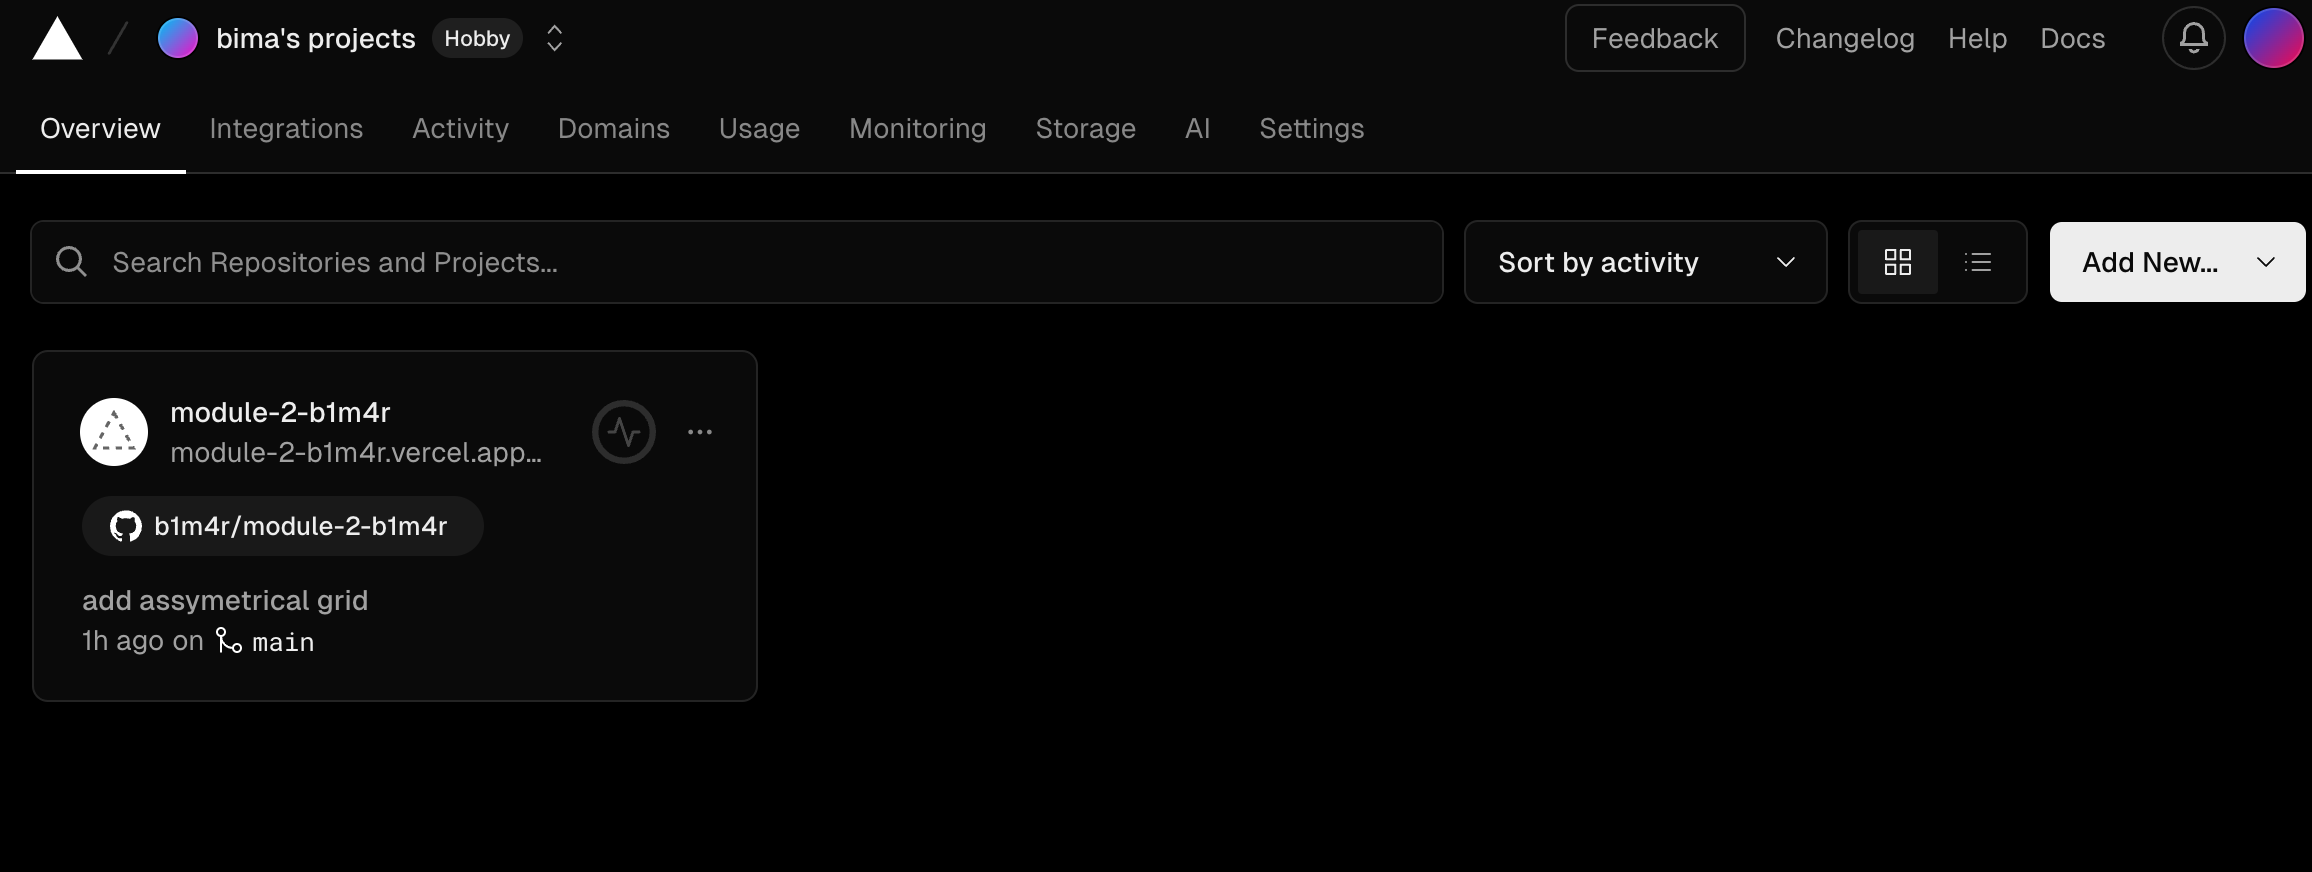 bima's projects Hobby
Feedback Changelog Help Docs
Overview Integrations Activity Domains Usage Monitoring Storage AI Settings
Search Repositories and Projects...
Sort by activity
Add New...
module-2-b1m4r
module-2-b1m4r.vercel.app...
b1m4r/module-2-b1m4r
add assymetrical grid
1h ago on main